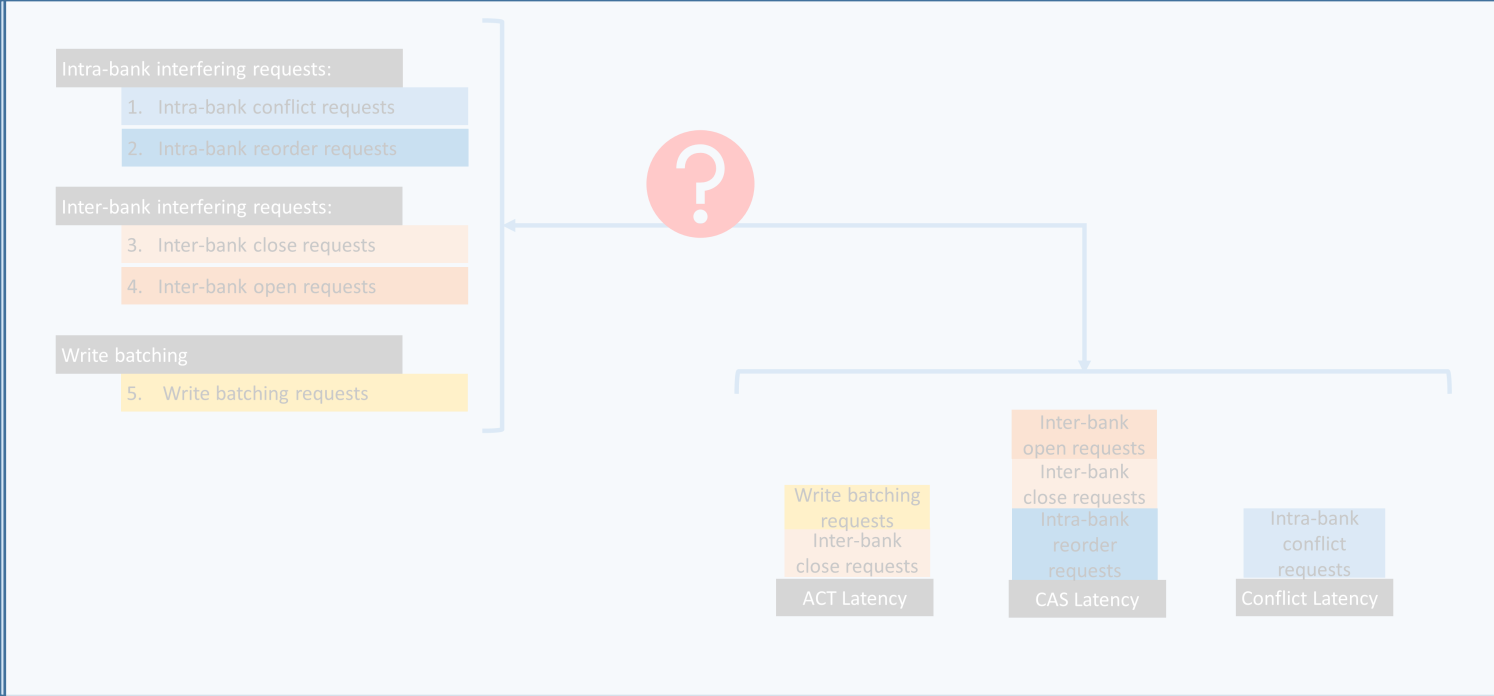 Intra-bank interfering requests:
1. Intra-bank conflict requests
2. Intra-bank reorder requests
Inter-bank interfering requests:
3. Inter-bank close requests
4. Inter-bank open requests
Write batching
5. Write batching requests
?
Write batching
requests
Inter-bank
close requests
ACT Latency
Inter-bank
open requests
Inter-bank
close requests
Intra-bank
reorder
requests
CAS Latency
Intra-bank
conflict
requests
Conflict Latency